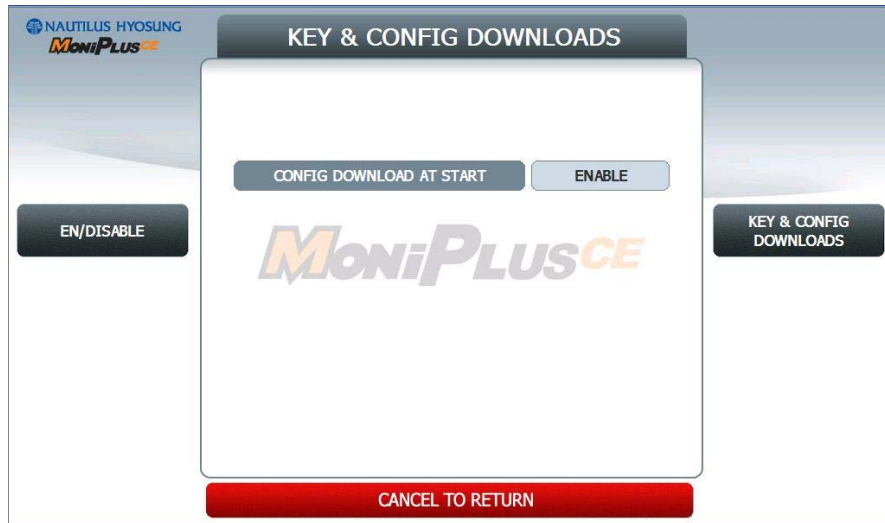 NAUTILUS HYOSUNG
MoniPlusCE
KEY & CONFIG DOWNLOADS
CONFIG DOWNLOAD AT START
ENABLE
EN/DISABLE
KEY & CONFIG
DOWNLOADS
MoniPlusCE
CANCEL TO RETURN